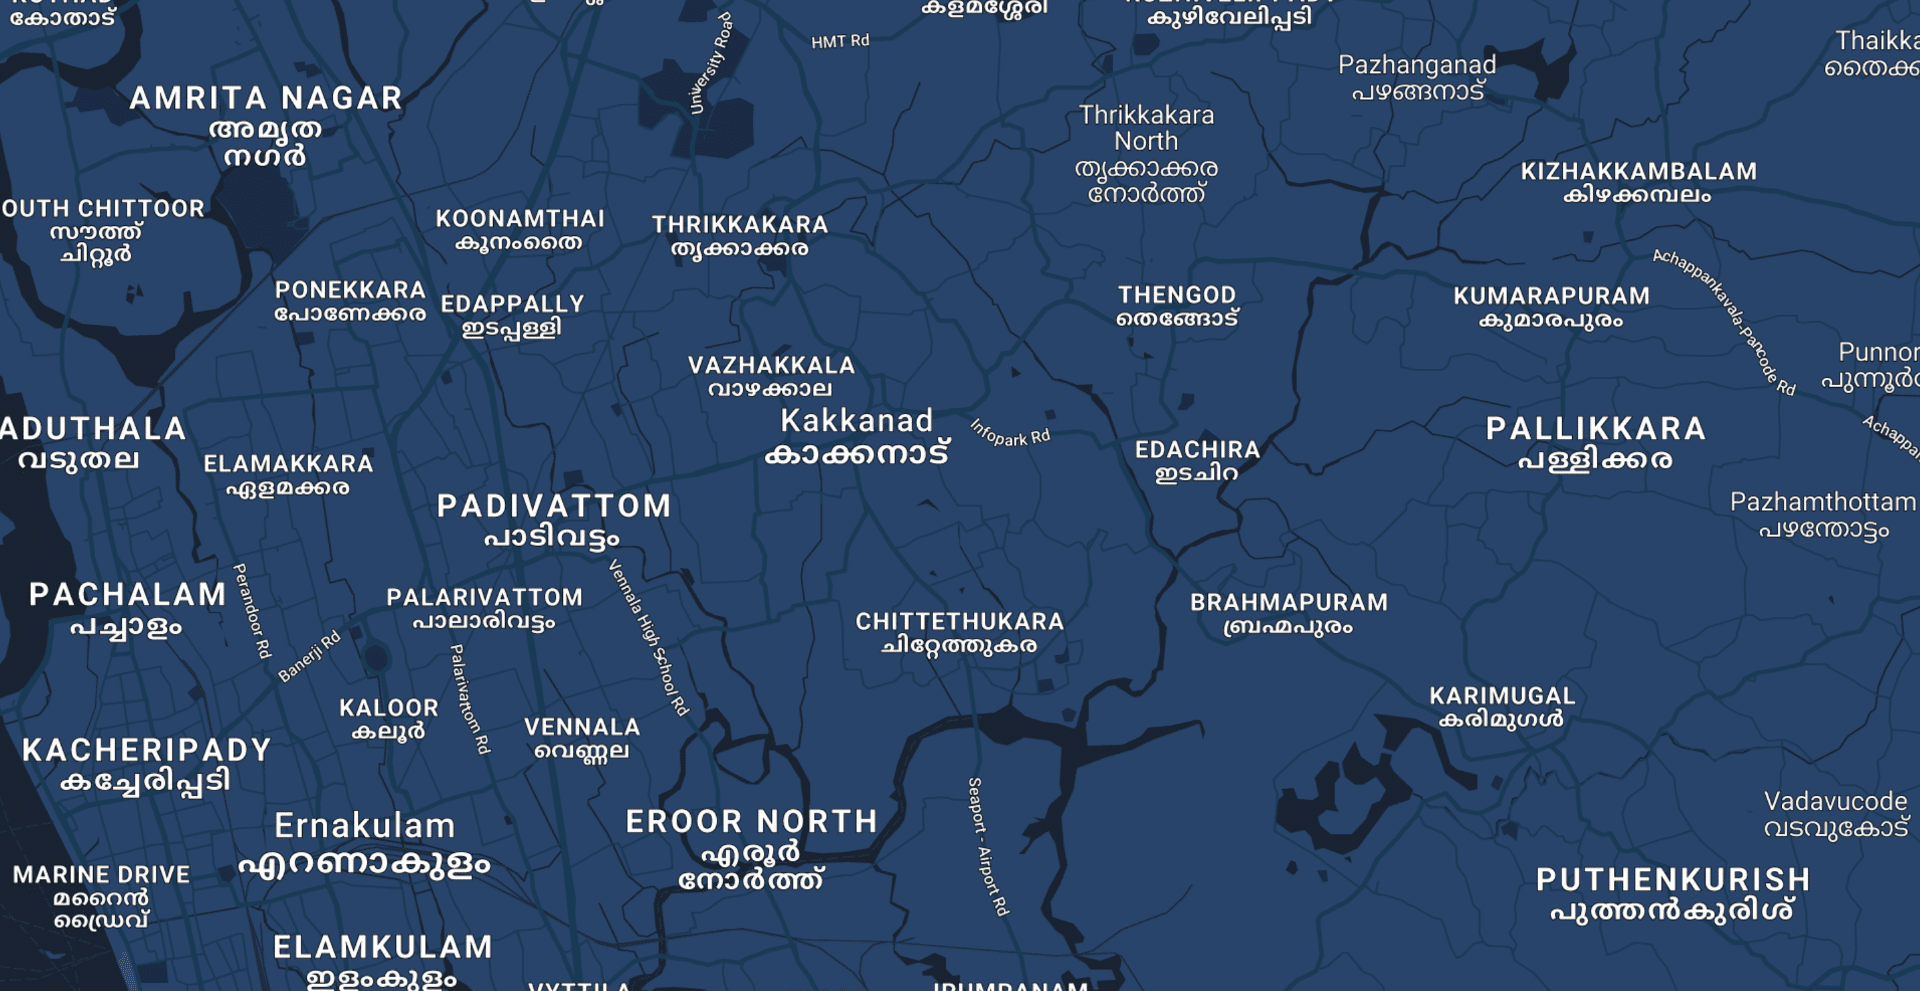 കോതാട്
കളമശ്ശേരി
കുഴിവേലിപ്പടി
HMT Rd
University Road
Thaikka
തൈക്ക
Pazhanganad
പഴങ്ങനാട്
AMRITA NAGAR
അമൃത
നഗർ
Thrikkakara
North
തൃക്കാക്കര
നോർത്ത്
KIZHAKKAMBALAM
കിഴക്കമ്പലം
OUTH CHITTOOR
സൗത്ത്
ചിറ്റൂർ
KOONAMTHAI
കൂനംതൈ
THRIKKAKARA
തൃക്കാക്കര
Achappankavala-Pancode Rd
PONEKKARA
പോണേക്കര
EDAPPALLY
ഇടപ്പള്ളി
THENGOD
തെങ്ങോട്
KUMARAPURAM
കുമാരപുരം
Punnor
പുന്നൂർ
VAZHAKKALA
വാഴക്കാല
Kakkanad
കാക്കനാട്
Infopark Rd
ADUTHALA
വടുതല
PALLIKKARA
പള്ളിക്കര
Achappa
EDACHIRA
ഇടചിറ
ELAMAKKARA
ഏളമക്കര
PADIVATTOM
പാടിവട്ടം
Pazhamthottam
പഴന്തോട്ടം
PACHALAM
പച്ചാളം
Perandoor Rd
Banerji Rd
PALARIVATTOM
പാലാരിവട്ടം
Vennala High School Rd
BRAHMAPURAM
ബ്രഹ്മപുരം
CHITTETHUKARA
ചിറ്റേത്തുകര
Palarivattom Rd
KALOOR
കലൂർ
VENNALA
വെണ്ണല
KARIMUGAL
കരിമുഗൾ
KACHERIPADY
കച്ചേരിപ്പടി
Seaport - Airport Rd
Vadavucode
വടവുകോട്
Ernakulam
എറണാകുളം
EROOR NORTH
എരൂർ
നോർത്ത്
MARINE DRIVE
മറൈൻ
ഡ്രൈവ്
PUTHENKURISH
പുത്തൻകുരിശ്
ELAMKULAM
ഇളംകുളം
VYTTILA
IRUMPANAM